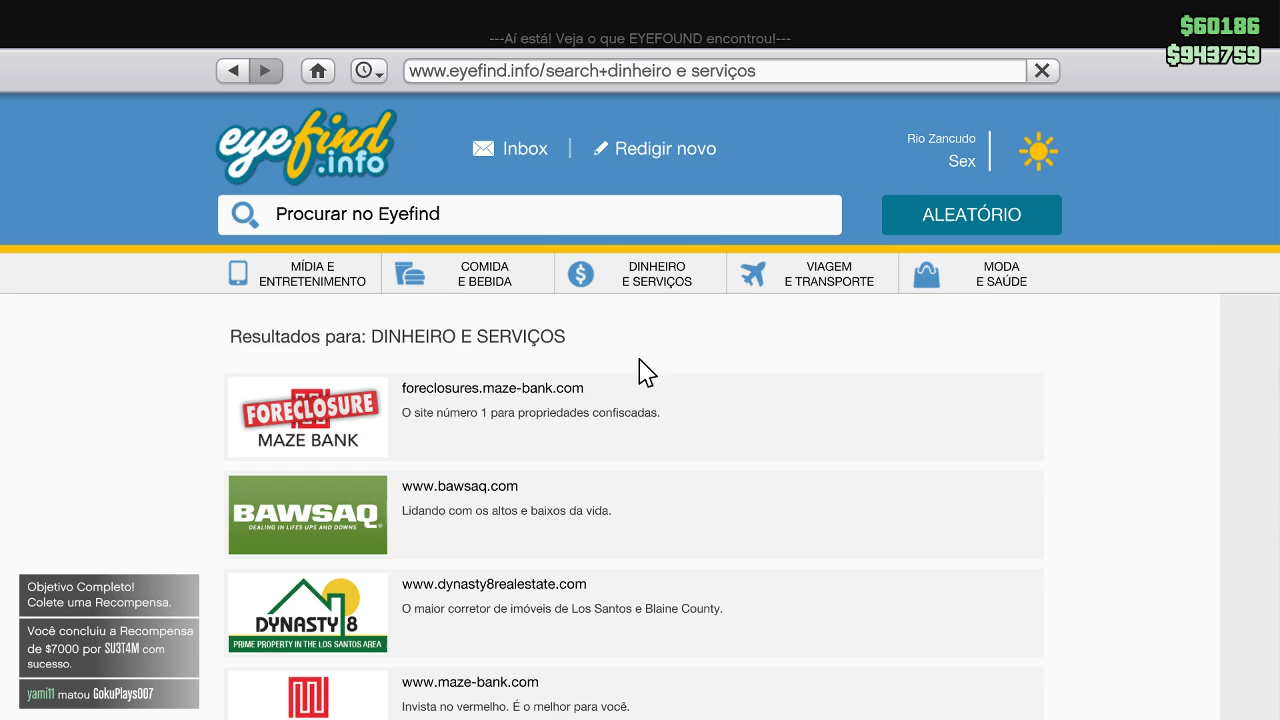 ---Aí está! Veja o que EYEFOUND encontrou!---
$60186
$943759
www.eyefind.info/search+dinheiro e serviços
eyefind
.info
Inbox
Redigir novo
Rio Zancudo
Sex
Procurar no Eyefind
ALEATÓRIO
MÍDIA E
ENTRETENIMENTO
COMIDA
E BEBIDA
DINHEIRO
E SERVIÇOS
VIAGEM
E TRANSPORTE
MODA
E SAÚDE
Resultados para: DINHEIRO E SERVIÇOS
FORECLOSURE
MAZE BANK
foreclosures.maze-bank.com
O site número 1 para propriedades confiscadas.
BAWSAQ
DEALING IN LIFES UPS AND DOWNS
www.bawsaq.com
Lidando com os altos e baixos da vida.
DYNASTY 8
PRIME PROPERTY IN THE LOS SANTOS AREA
www.dynasty8realestate.com
O maior corretor de imóveis de Los Santos e Blaine County.
www.maze-bank.com
Invista no vermelho. É o melhor para você.
Objetivo Completo!
Colete uma Recompensa.
Você concluiu a Recompensa
de $7000 por SU3T4M com
sucesso.
yami11 matou GokuPlays007